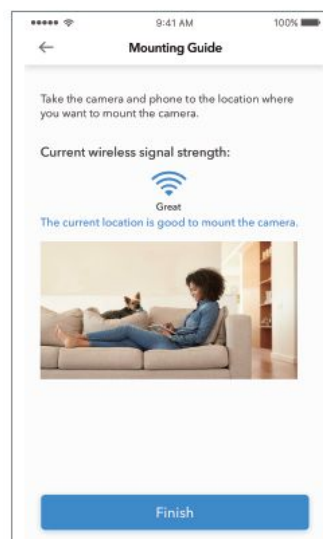 9:41 AM
100%
Mounting Guide
Take the camera and phone to the location where
you want to mount the camera.
Current wireless signal strength:
Great
The current location is good to mount the camera.
Finish